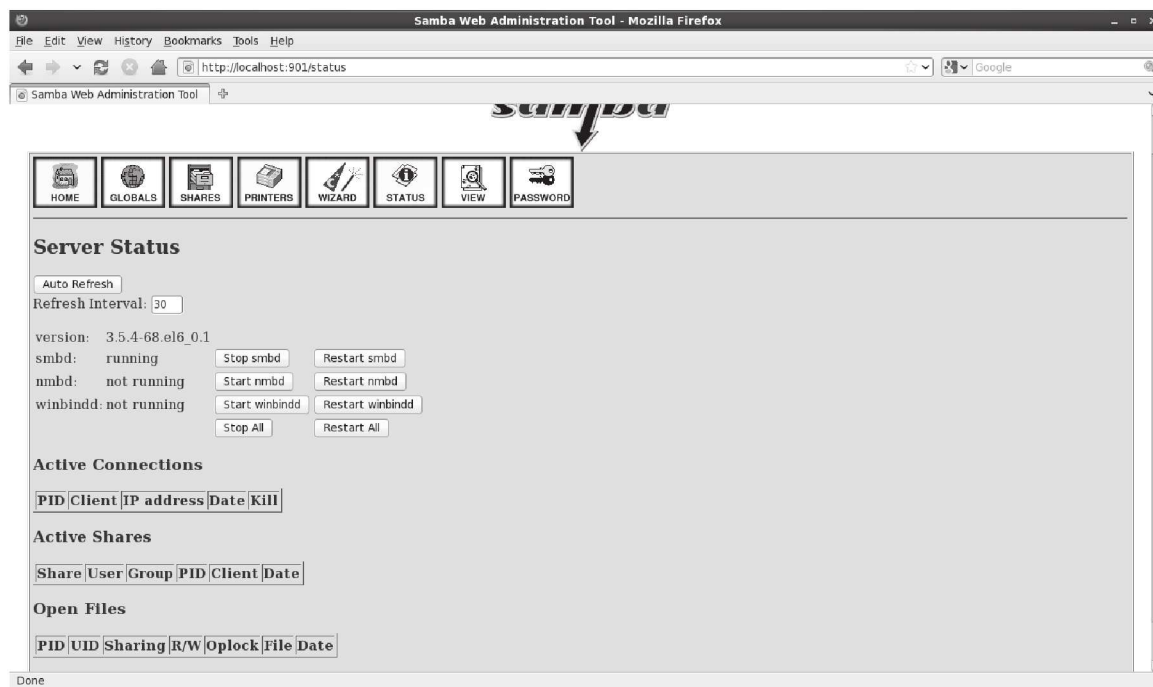 Samba Web Administration Tool - Mozilla Firefox
File Edit View History Bookmarks Tools Help
http://localhost:901/status Google
Samba Web Administration Tool
samba
HOME GLOBALS SHARES PRINTERS WIZARD STATUS VIEW PASSWORD
Server Status
Auto Refresh
Refresh Interval: 30
version: 3.5.4-68.el6_0.1
smbd: running Stop smbd Restart smbd
nmbd: not running Start nmbd Restart nmbd
winbindd: not running Start winbindd Restart winbindd
Stop All Restart All
Active Connections
PID Client IP address Date Kill
Active Shares
Share User Group PID Client Date
Open Files
PID UID Sharing R/W Oplock File Date
Done